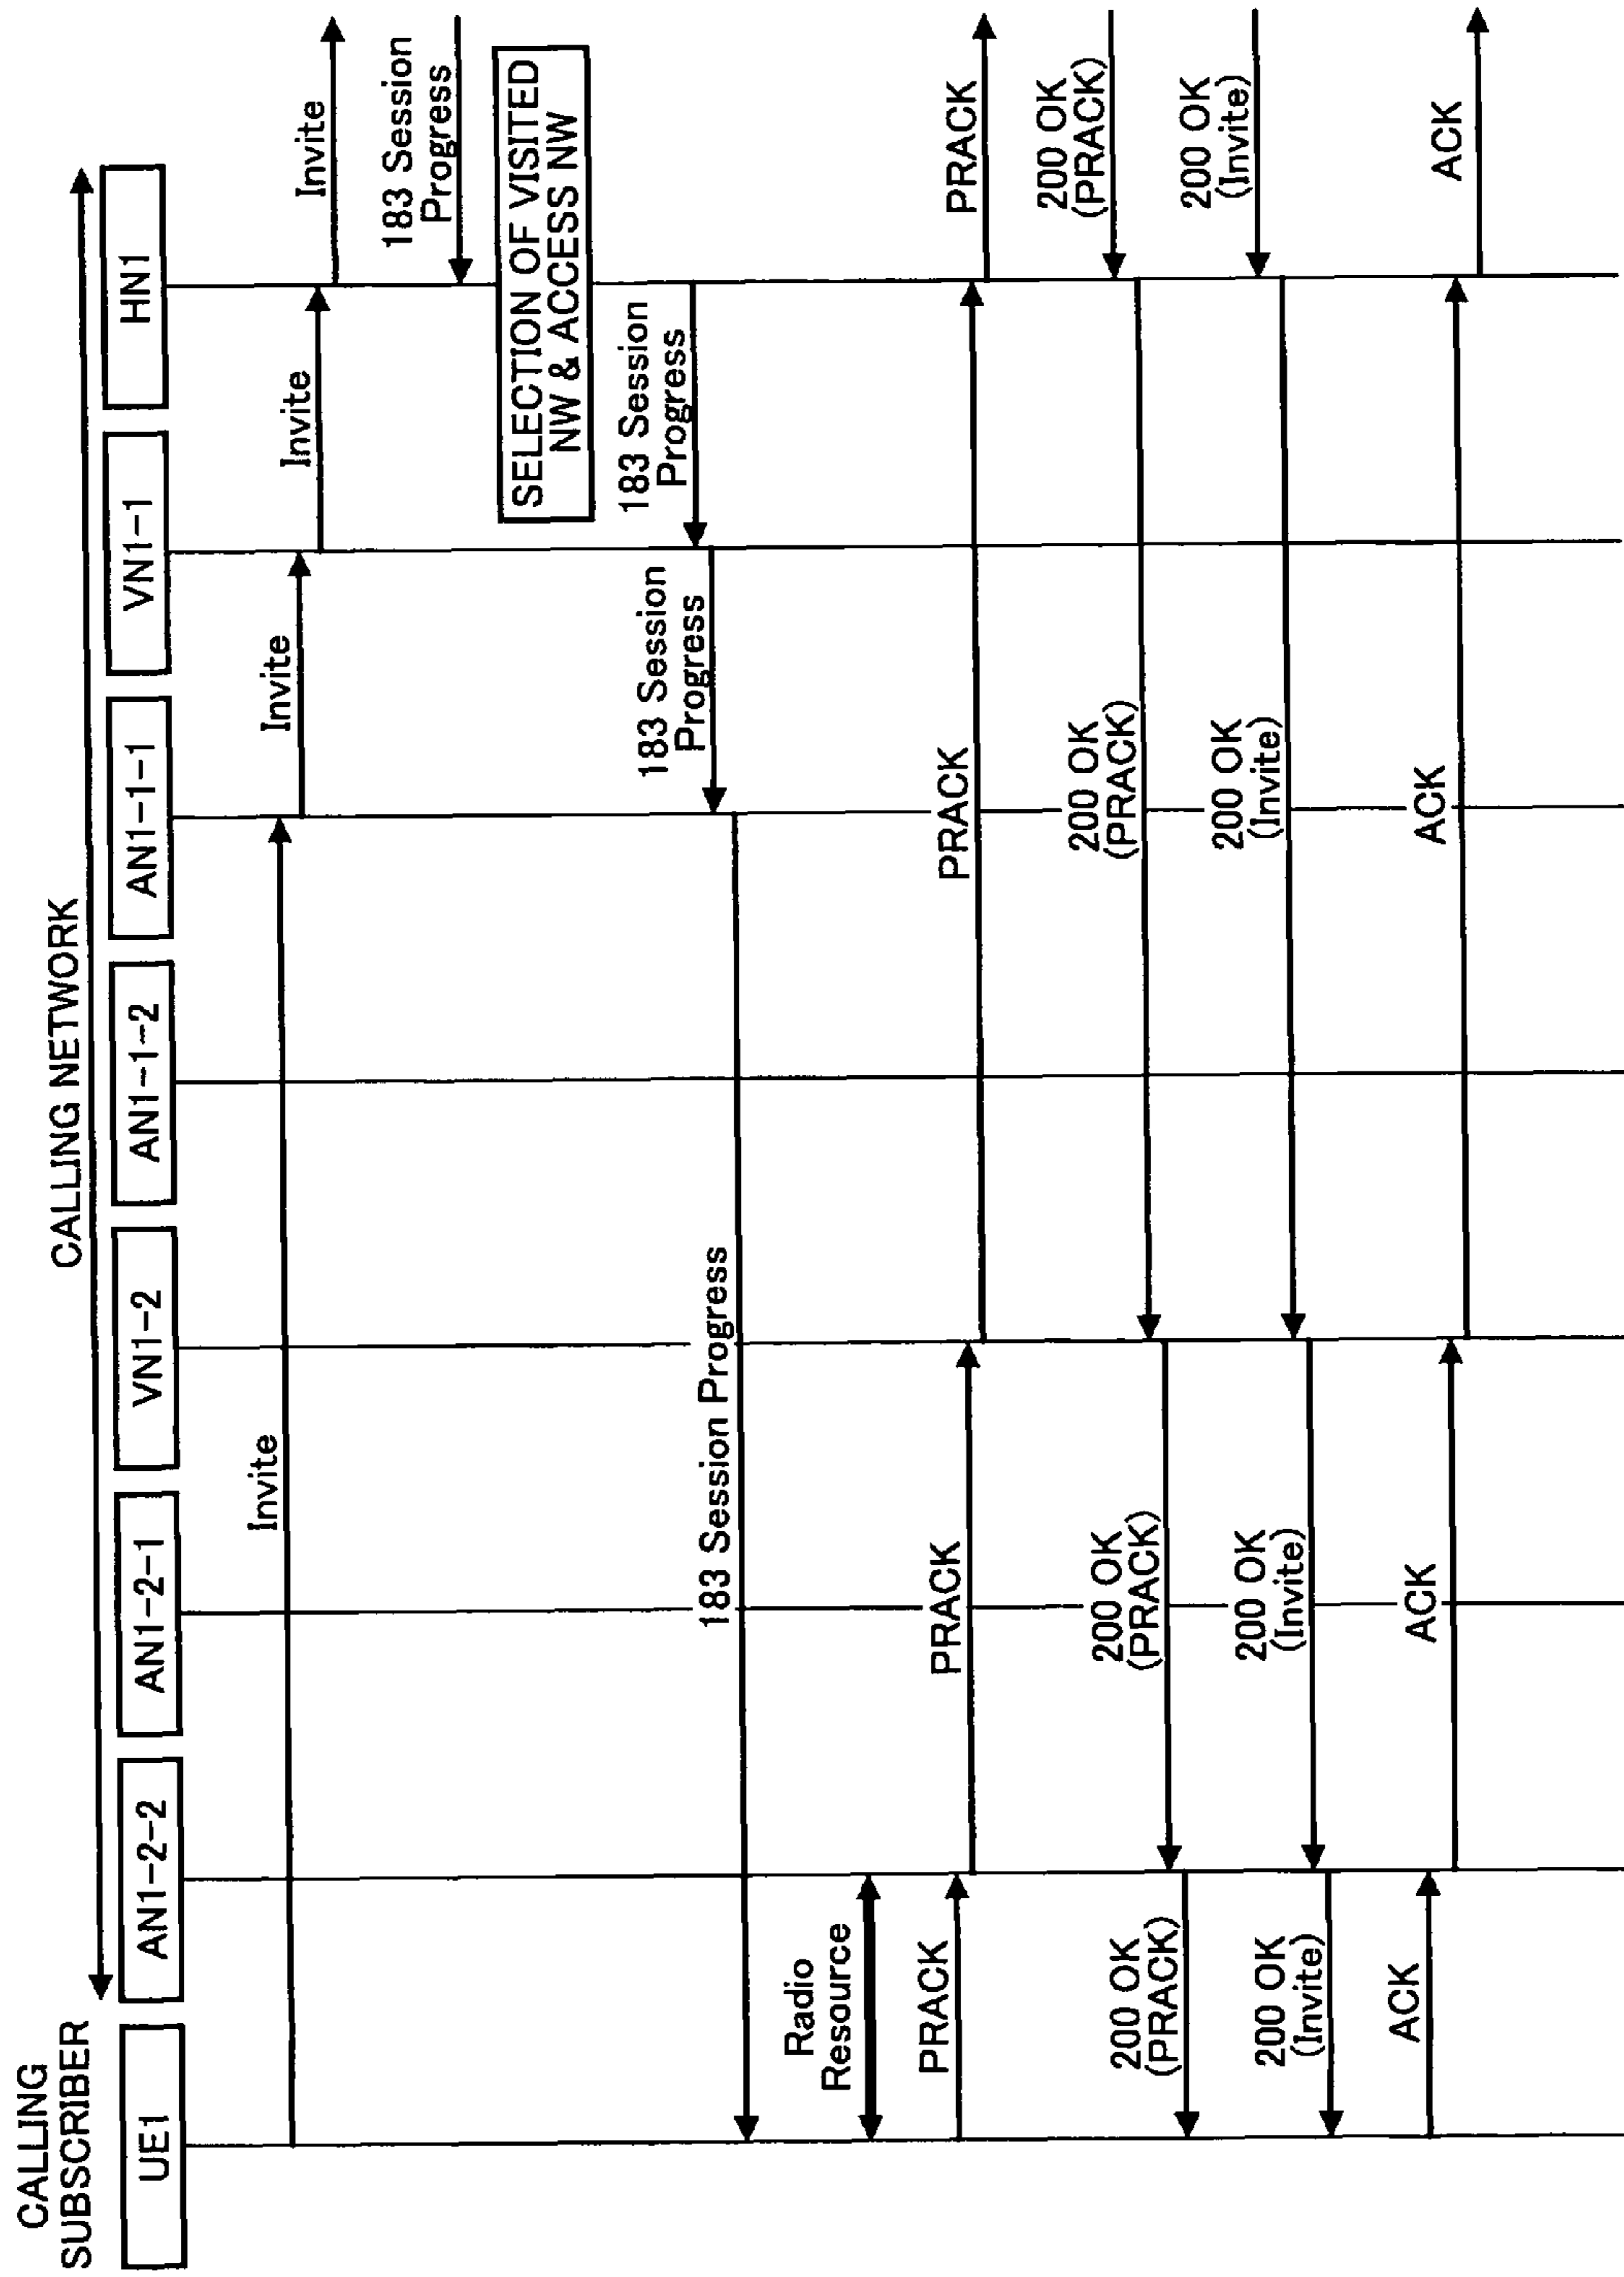 CALLING
SUBSCRIBER
CALLING NETWORK
UE1
AN1-2-2
AN1-2-1
VN1-2
AN1-1-2
AN1-1-1
VN1-1
HN1
Invite
Invite
Invite
Invite
183 Session
Progress
SELECTION OF VISITED
NW & ACCESS NW
183 Session
Progress
183 Session
Progress
183 Session Progress
Radio
Resource
PRACK
PRACK
PRACK
PRACK
200 OK
(PRACK)
200 OK
(PRACK)
200 OK
(PRACK)
200 OK
(PRACK)
200 OK
(Invite)
200 OK
(Invite)
200 OK
(Invite)
200 OK
(Invite)
ACK
ACK
ACK
ACK